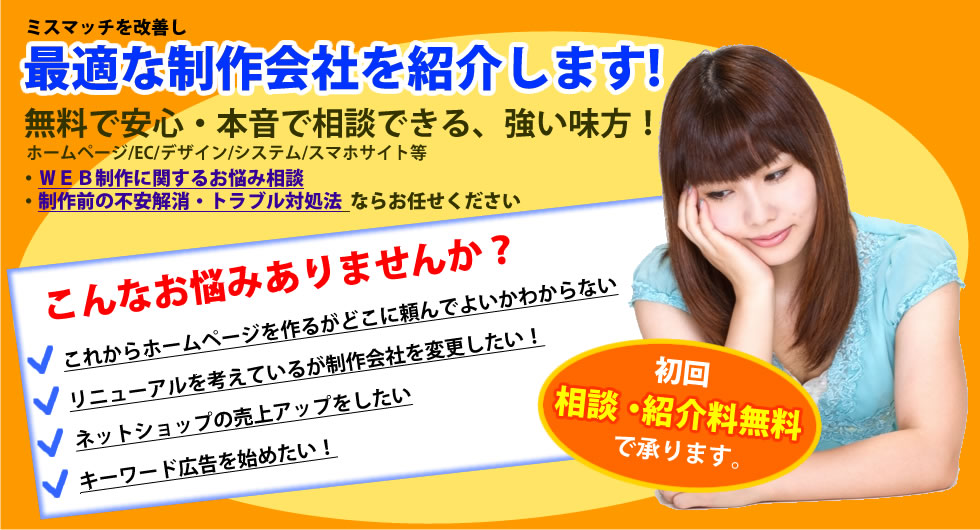 ミスマッチを改善し
最適な制作会社を紹介します!
無料で安心・本音で相談できる、強い味方！
ホームページ/EC/デザイン/システム/スマホサイト等
・ＷＥＢ制作に関するお悩み相談
・制作前の不安解消・トラブル対処法 ならお任せください
こんなお悩みありませんか？
これからホームページを作るがどこに頼んでよいかわからない
リニューアルを考えているが制作会社を変更したい！
ネットショップの売上アップをしたい
キーワード広告を始めたい！
初回
相談・紹介料無料
で承ります。